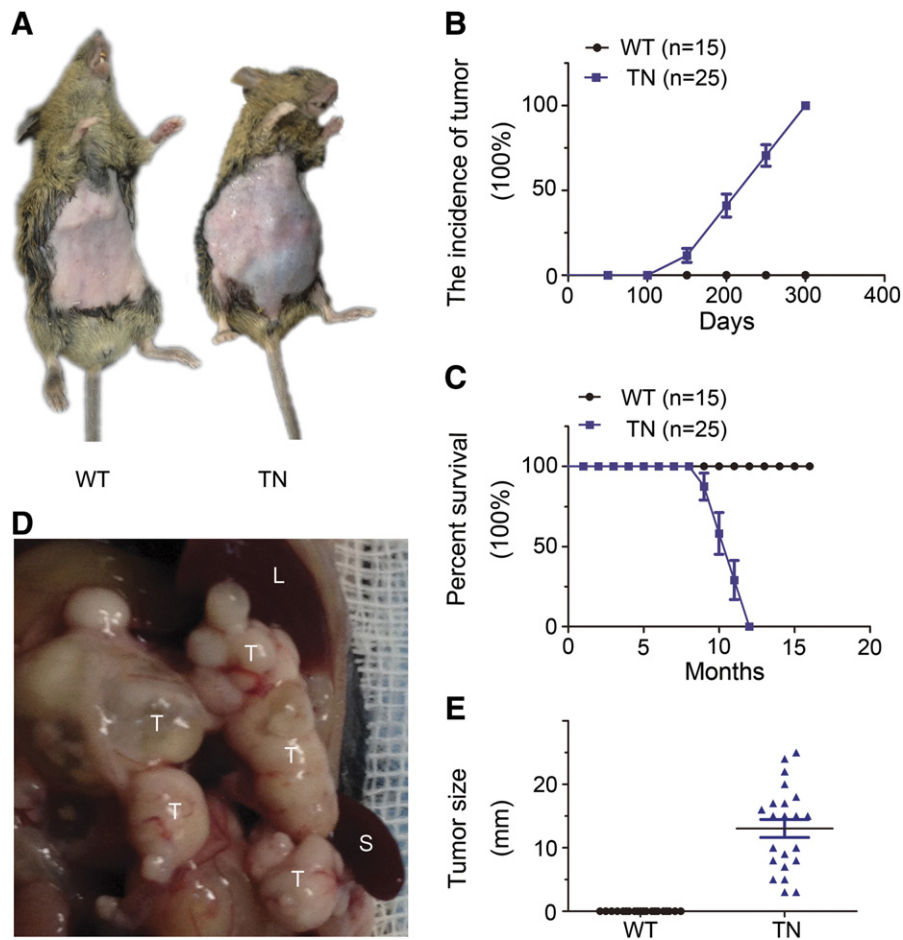 A
WT
TN
B
WT (n=15)
TN (n=25)
The incidence of tumor
(100%)
100
50
0
0 100 200 300 400
Days
C
WT (n=15)
TN (n=25)
Percent survival
(100%)
100
50
0
0 5 10 15 20
Months
D
L
T
T
T
T
S
T
E
Tumor size
(mm)
20
10
0
WT TN